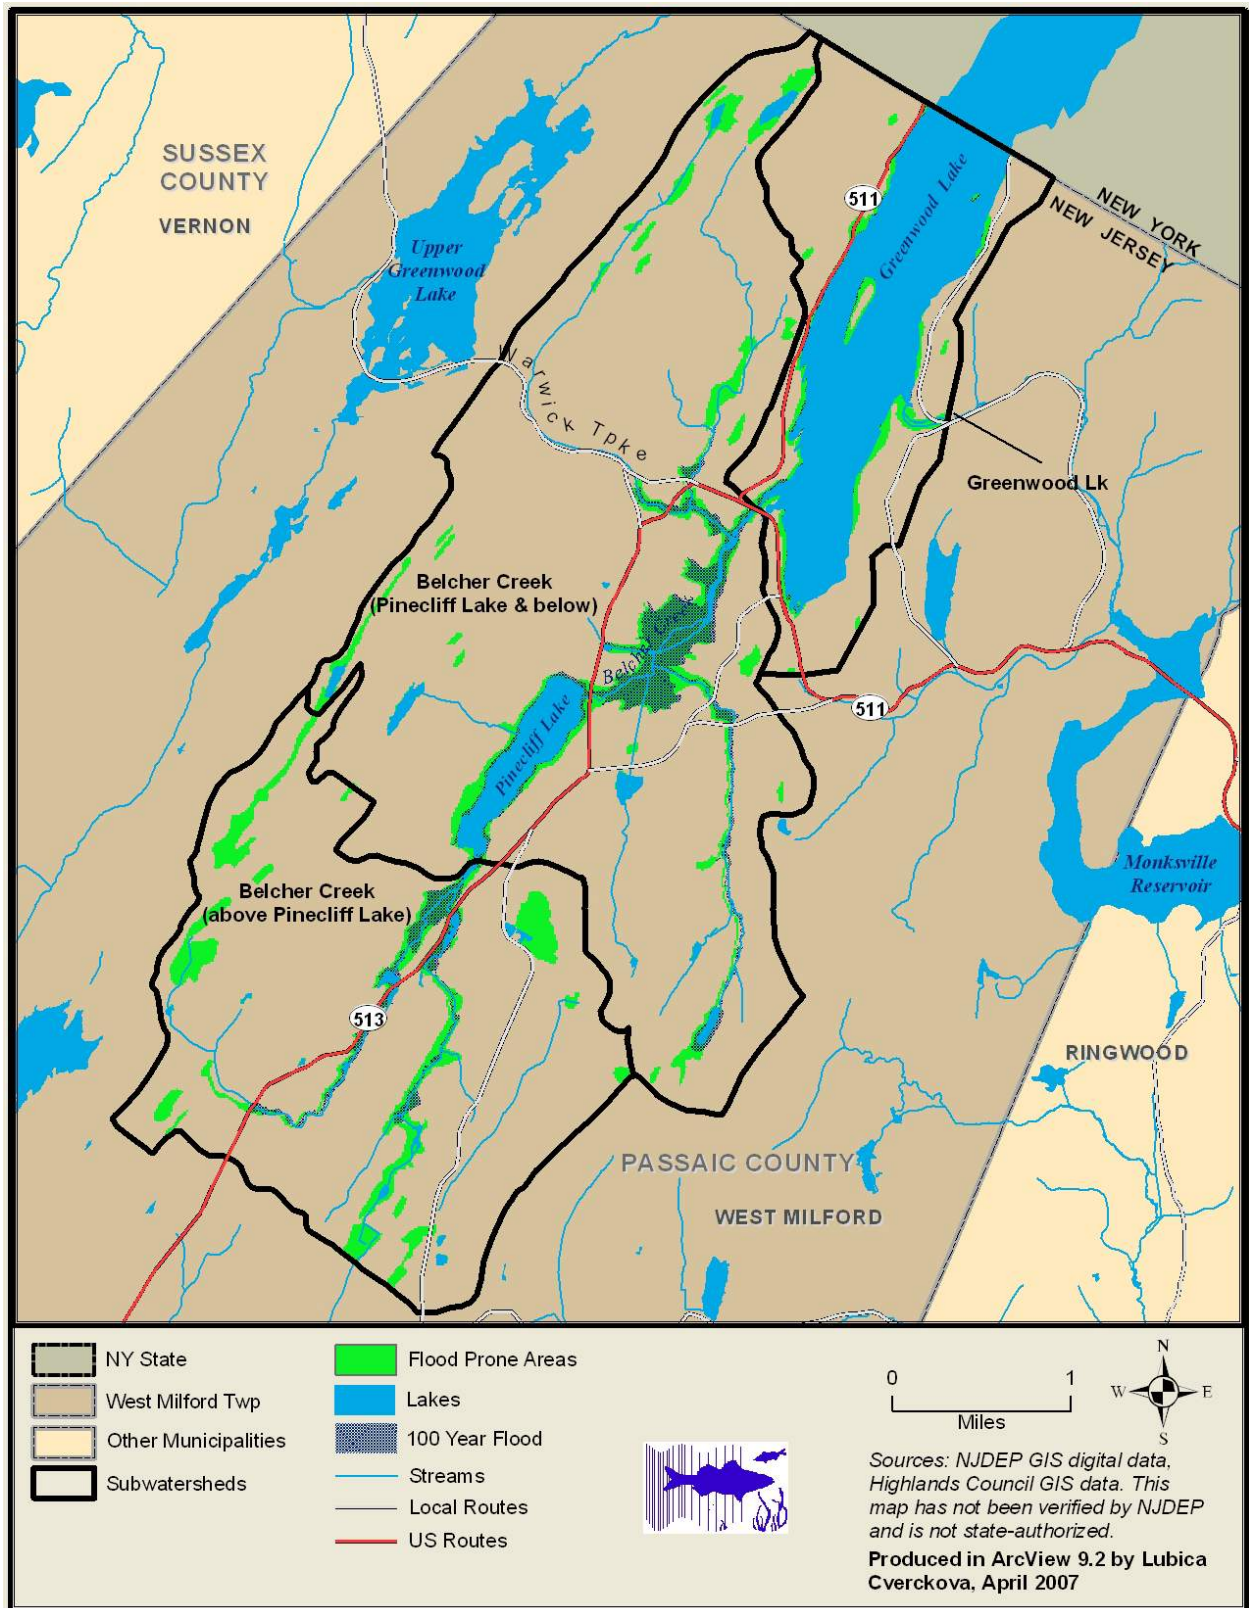 SUSSEX
COUNTY
VERNON
Upper
Greenwood
Lake
511
Greenwood Lake
NEW YORK
NEW JERSEY
Warwick Tpke
Greenwood Lk
Belcher Creek
(Pinecliff Lake & below)
Belcher Creek
Pinecliff Lake
511
Monksville
Reservoir
Belcher Creek
(above Pinecliff Lake)
513
RINGWOOD
PASSAIC COUNTY
WEST MILFORD
NY State
West Milford Twp
Other Municipalities
Subwatersheds
Flood Prone Areas
Lakes
100 Year Flood
Streams
Local Routes
US Routes
0 1
Miles
N
W E
S
Sources: NJDEP GIS digital data,
Highlands Council GIS data. This
map has not been verified by NJDEP
and is not state-authorized.
Produced in ArcView 9.2 by Lubica
Cverckova, April 2007